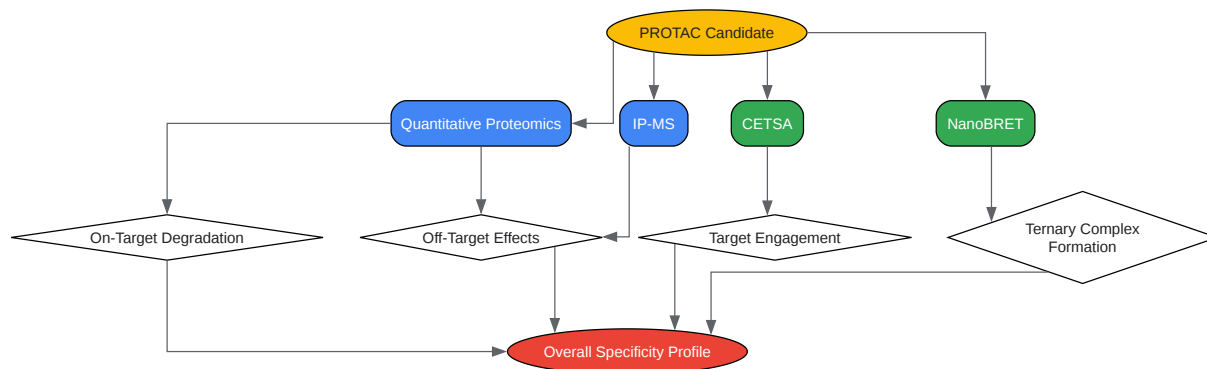 PROTAC Candidate
Quantitative Proteomics
IP-MS
CETSA
NanoBRET
On-Target Degradation
Off-Target Effects
Target Engagement
Ternary Complex
Formation
Overall Specificity Profile